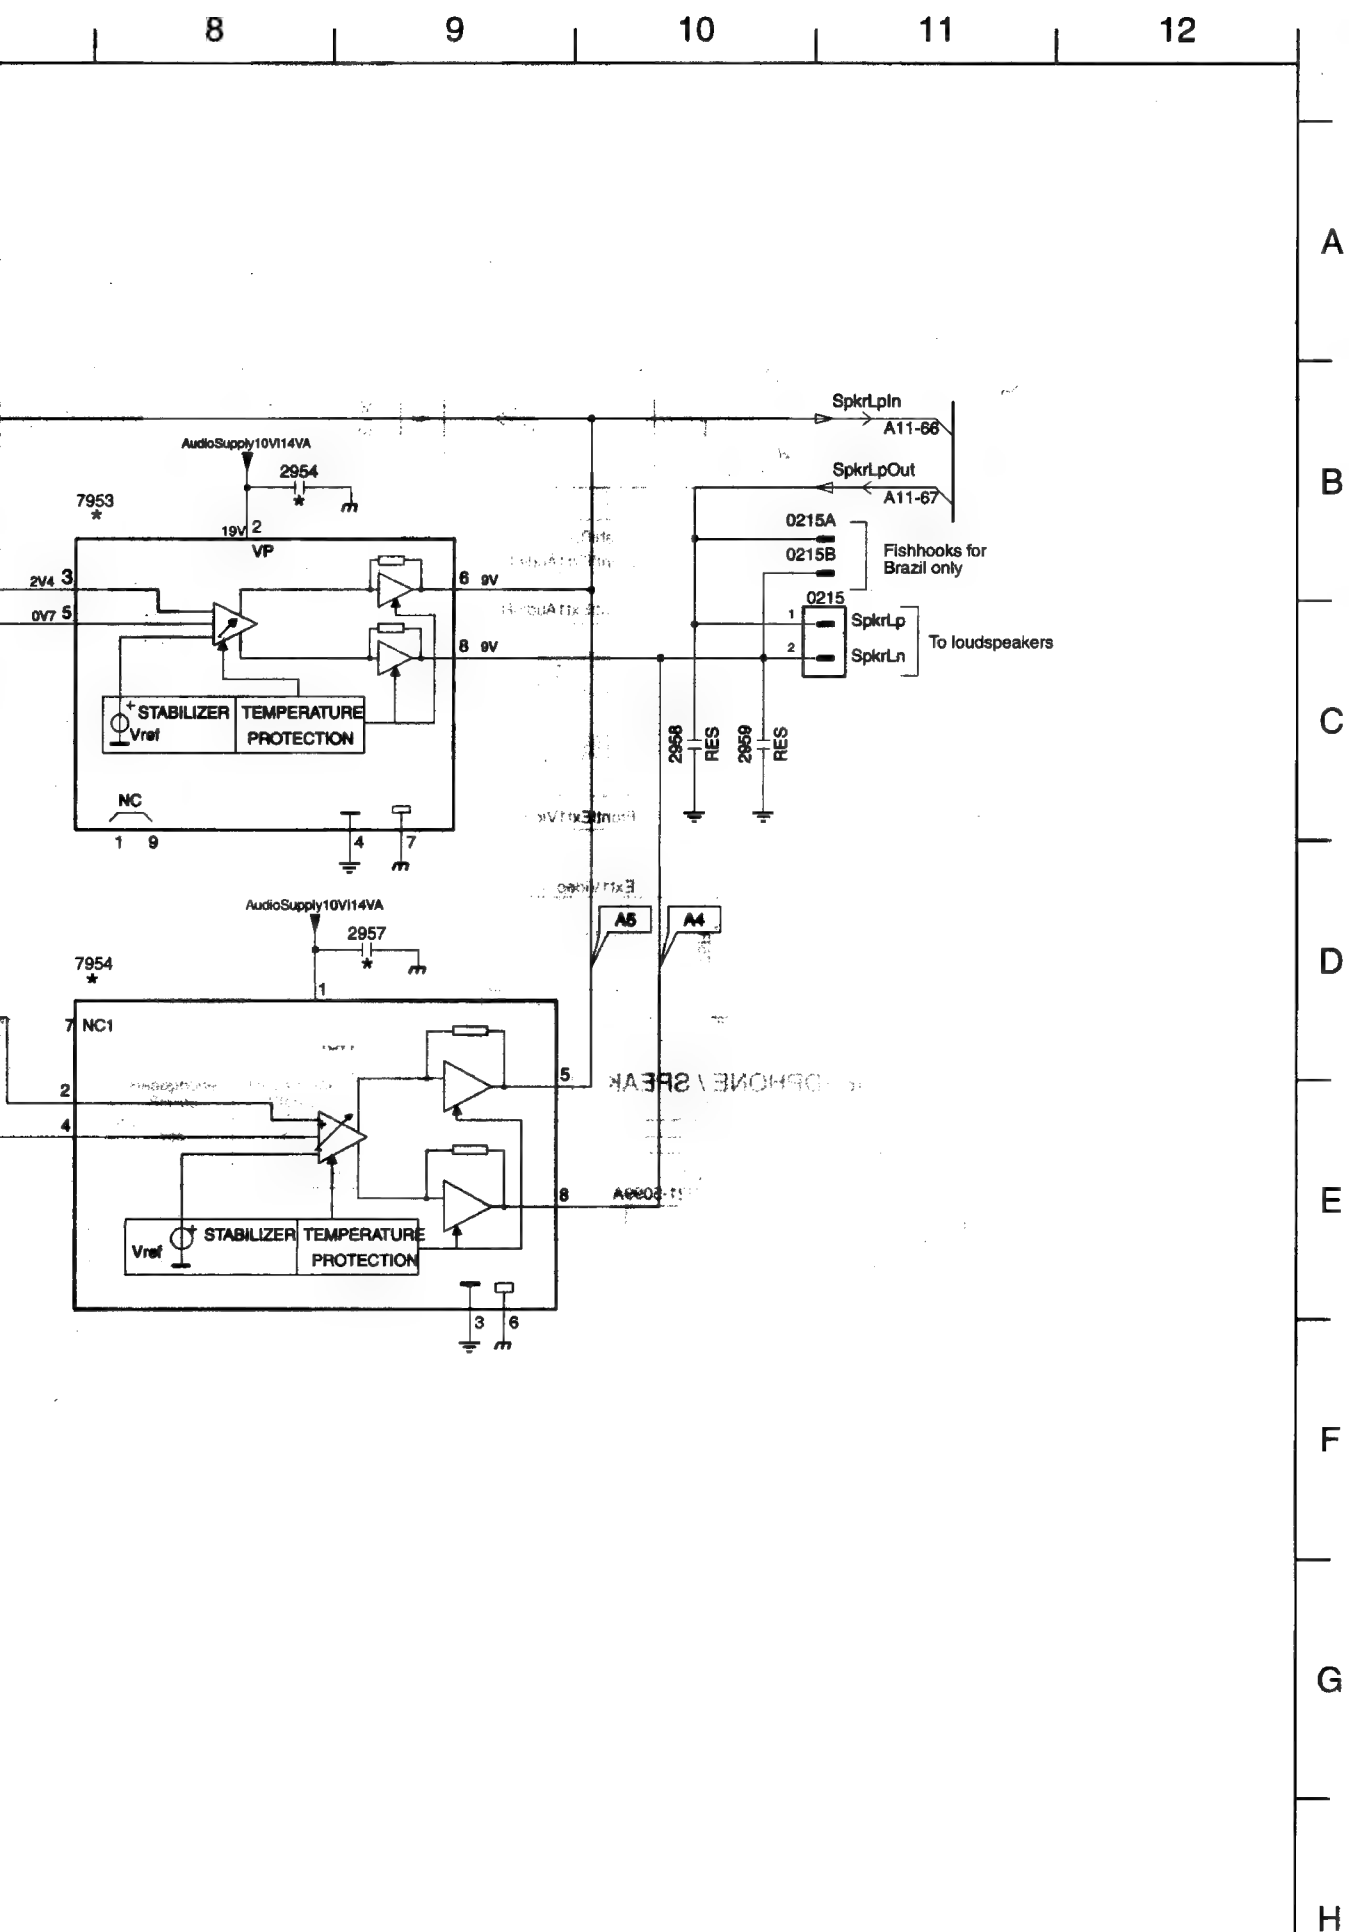 8 9 10 11 12
A
SpkrLpIn
A11-66
AudioSupply10VI14VA
2954
*
SpkrLpOut
A11-67
B
7953
*
19V 2
VP
0215A
0215B
Fishhooks for
Brazil only
2V4 3
6 9V
0215
0V7 5
1 SpkrLp
To loudspeakers
8 9V
2 SpkrLn
+ STABILIZER TEMPERATURE
Vref PROTECTION
2958
RES
2959
RES
C
NC
1 9
4 7
AudioSupply10VI14VA
2957
*
A5 A4
7954
*
1
D
7 NC1
5
2
4
8
E
+ STABILIZER TEMPERATURE
Vref PROTECTION
3 6
F
G
H